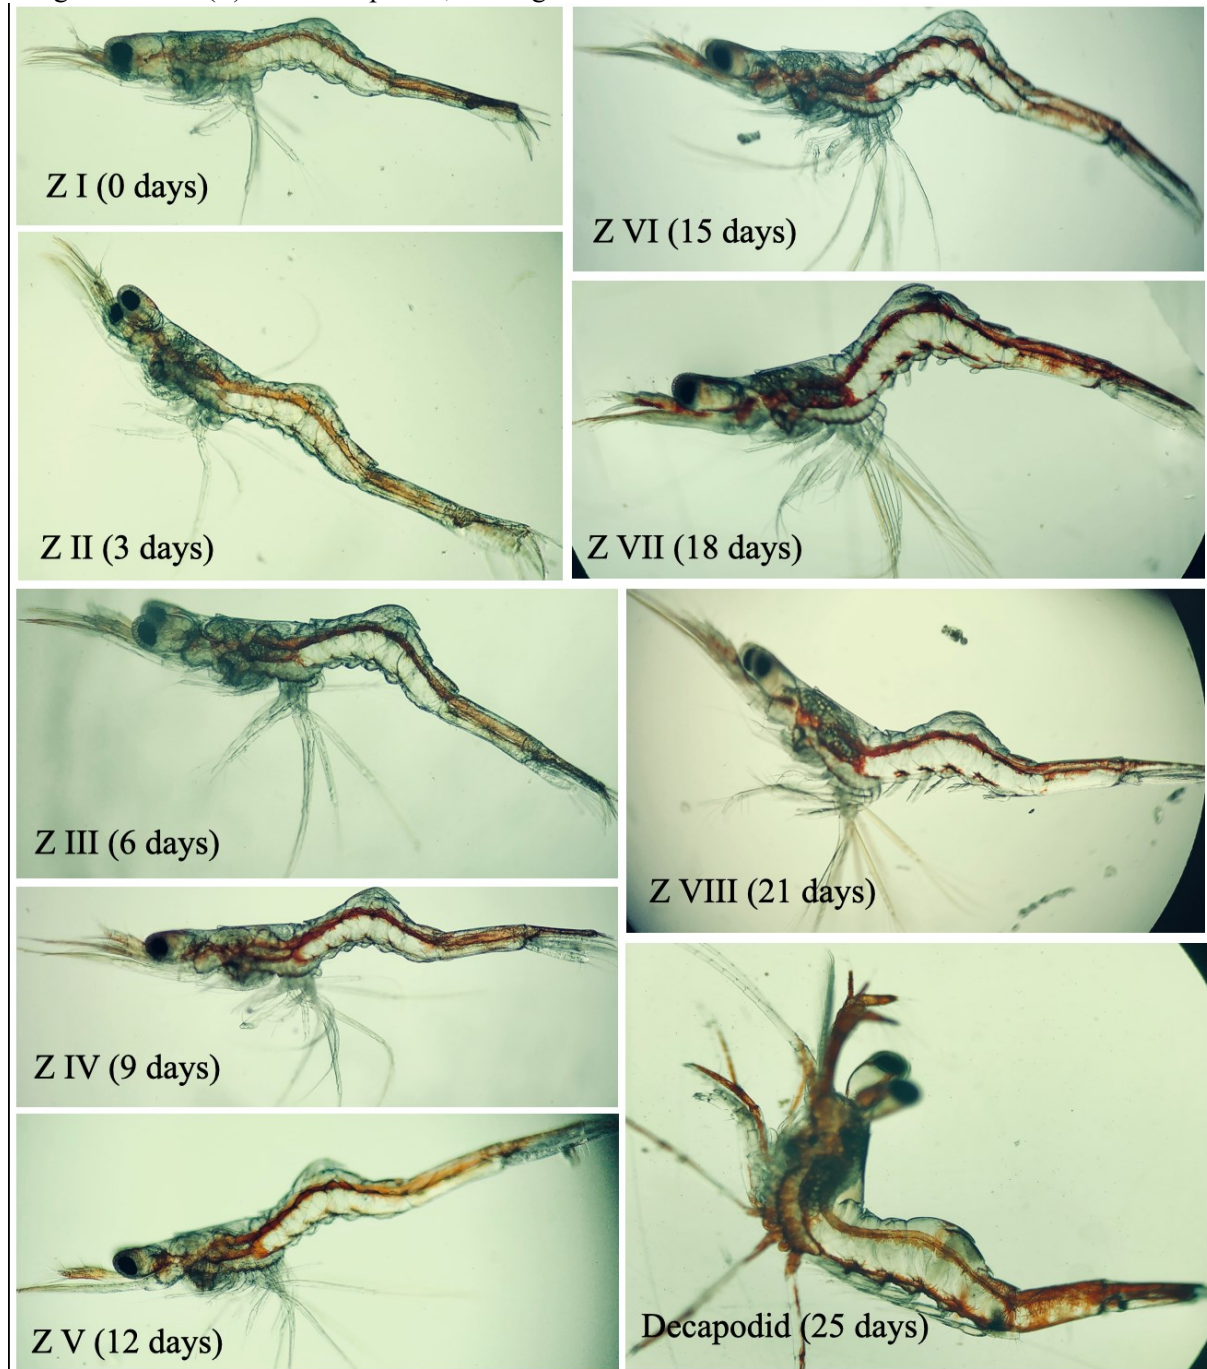 Z I (0 days)
Z II (3 days)
Z III (6 days)
Z IV (9 days)
Z V (12 days)
Z VI (15 days)
Z VII (18 days)
Z VIII (21 days)
Decapodid (25 days)